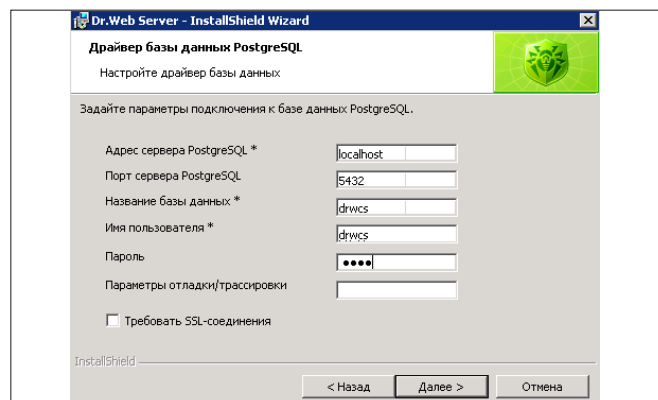 Dr.Web Server - InstallShield Wizard
Драйвер базы данных PostgreSQL
Настройте драйвер базы данных
Задайте параметры подключения к базе данных PostgreSQL.
Адрес сервера PostgreSQL * localhost
Порт сервера PostgreSQL 5432
Название базы данных * drwcs
Имя пользователя * drwcs
Пароль ●●●●
Параметры отладки/трассировки
Требовать SSL-соединения
InstallShield
< Назад Далее > Отмена